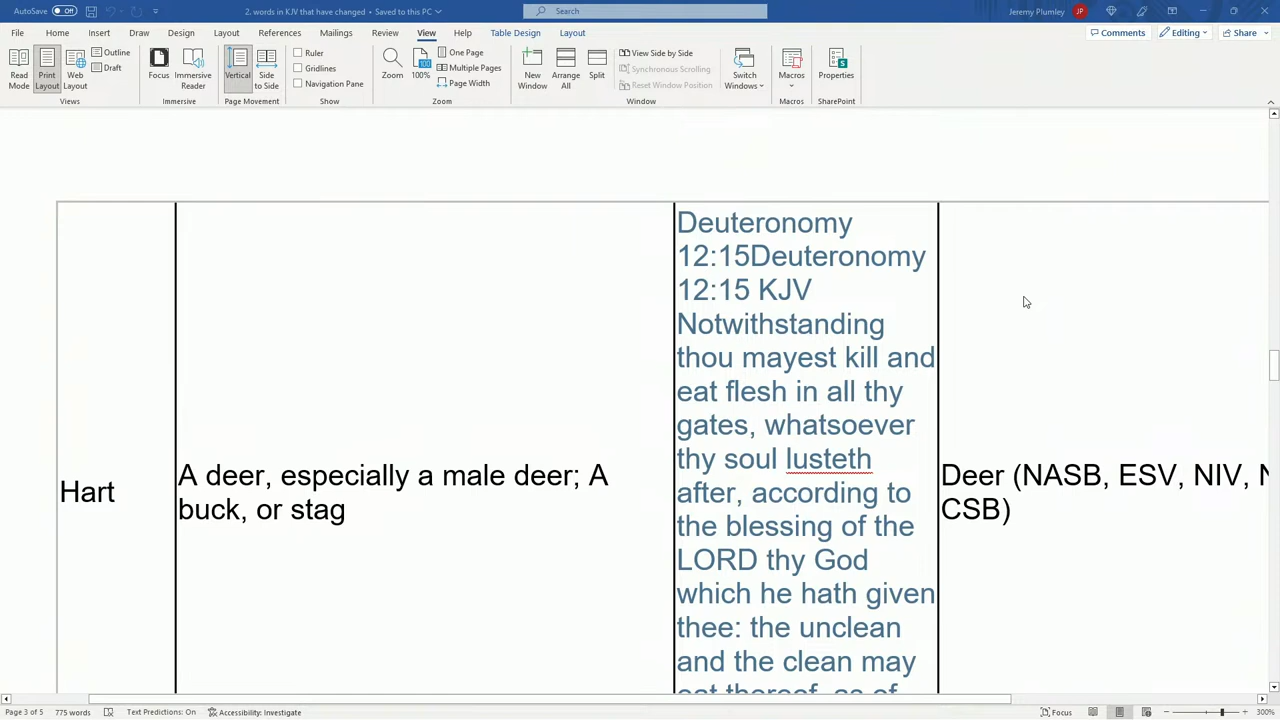 AutoSave Off 2. words in KJV that have changed • Saved to this PC Search Jeremy Plumley JP
File Home Insert Draw Design Layout References Mailings Review View Help Table Design Layout Comments Editing Share
Read Mode Print Layout Web Layout Outline Draft Views
Focus Immersive Reader Immersive
Vertical Side to Side Page Movement
Ruler Gridlines Navigation Pane Show
Zoom 100 100% One Page Multiple Pages Page Width Zoom
New Window Arrange All Split View Side by Side Synchronous Scrolling Reset Window Position Switch Windows Window
Macros Macros
Properties SharePoint
Hart
A deer, especially a male deer; A
buck, or stag
Deuteronomy
12:15Deuteronomy
12:15 KJV
Notwithstanding
thou mayest kill and
eat flesh in all thy
gates, whatsoever
thy soul lusteth
after, according to
the blessing of the
LORD thy God
which he hath given
thee: the unclean
and the clean may
eat thereof, as of
Deer (NASB, ESV, NIV, N
CSB)
Page 3 of 5 775 words Text Predictions: On Accessibility: Investigate Focus 300%